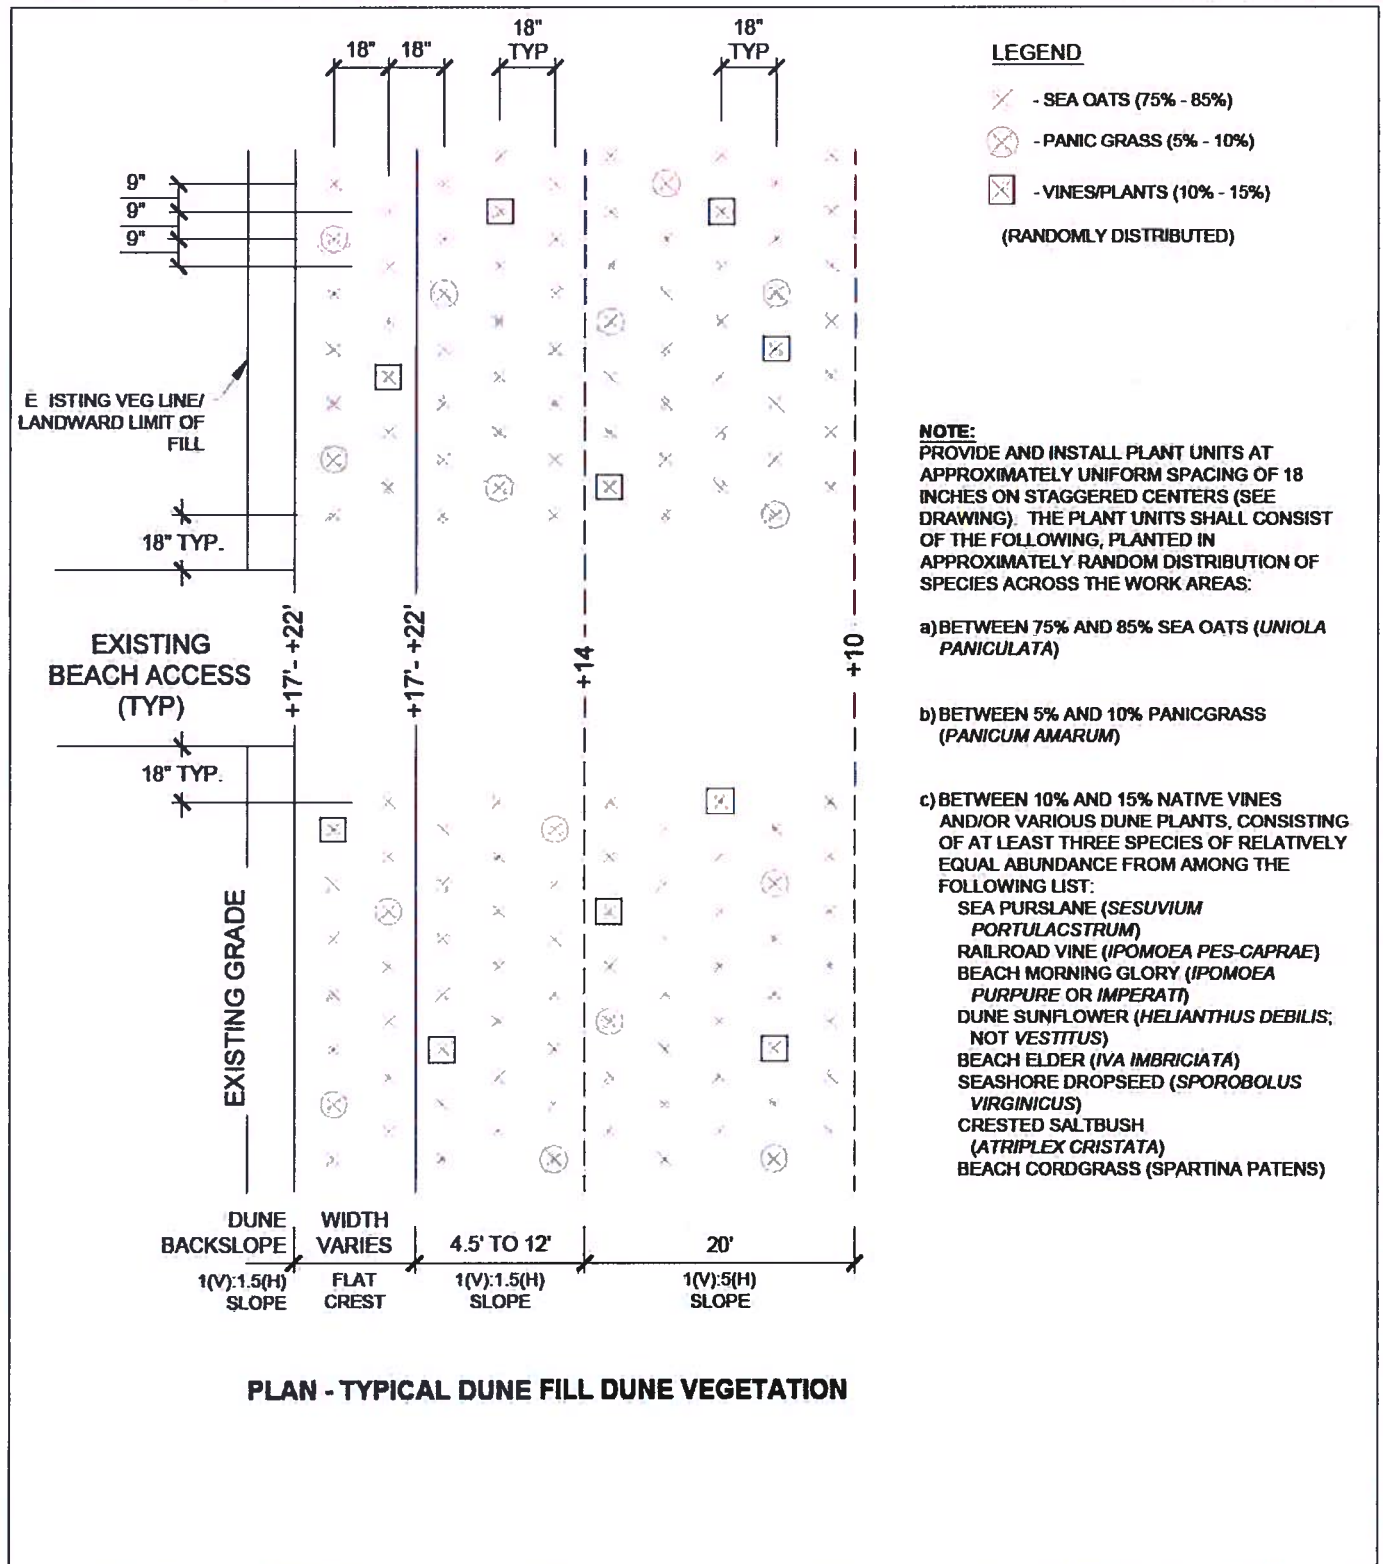 18" 18" 18" TYP 18" TYP
9"
9"
9"
E ISTING VEG LINE/
LANDWARD LIMIT OF
FILL
18" TYP.
EXISTING
BEACH ACCESS
(TYP)
18" TYP.
EXISTING GRADE
+17'- +22'
+17'- +22'
+14
+10
DUNE
BACKSLOPE
1(V):1.5(H)
SLOPE
WIDTH
VARIES
FLAT
CREST
4.5' TO 12'
1(V):1.5(H)
SLOPE
20'
1(V):5(H)
SLOPE
PLAN - TYPICAL DUNE FILL DUNE VEGETATION
LEGEND
- SEA OATS (75% - 85%)
- PANIC GRASS (5% - 10%)
- VINES/PLANTS (10% - 15%)
(RANDOMLY DISTRIBUTED)
NOTE:
PROVIDE AND INSTALL PLANT UNITS AT
APPROXIMATELY UNIFORM SPACING OF 18
INCHES ON STAGGERED CENTERS (SEE
DRAWING). THE PLANT UNITS SHALL CONSIST
OF THE FOLLOWING, PLANTED IN
APPROXIMATELY RANDOM DISTRIBUTION OF
SPECIES ACROSS THE WORK AREAS:
a) BETWEEN 75% AND 85% SEA OATS (UNIOLA
PANICULATA)
b) BETWEEN 5% AND 10% PANICGRASS
(PANICUM AMARUM)
c) BETWEEN 10% AND 15% NATIVE VINES
AND/OR VARIOUS DUNE PLANTS, CONSISTING
OF AT LEAST THREE SPECIES OF RELATIVELY
EQUAL ABUNDANCE FROM AMONG THE
FOLLOWING LIST:
SEA PURSLANE (SESUVIUM
PORTULACSTRUM)
RAILROAD VINE (IPOMOEA PES-CAPRAE)
BEACH MORNING GLORY (IPOMOEA
PURPURE OR IMPERATI)
DUNE SUNFLOWER (HELIANTHUS DEBILIS;
NOT VESTITUS)
BEACH ELDER (IVA IMBRICIATA)
SEASHORE DROPSEED (SPOROBOLUS
VIRGINICUS)
CRESTED SALTBUSH
(ATRIPLEX CRISTATA)
BEACH CORDGRASS (SPARTINA PATENS)